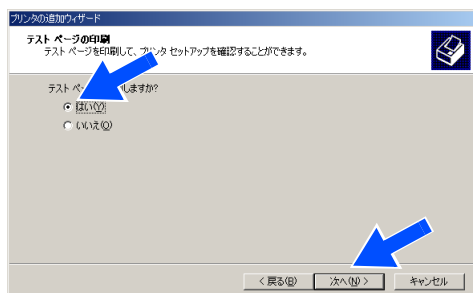 プリンタの追加ウィザード
テスト ページの印刷
テスト ページを印刷して、プリンタ セットアップを確認することができます。
テスト ページ しますか?
はい(Y)
いいえ(O)
< 戻る(B) 次へ(N) > キャンセル